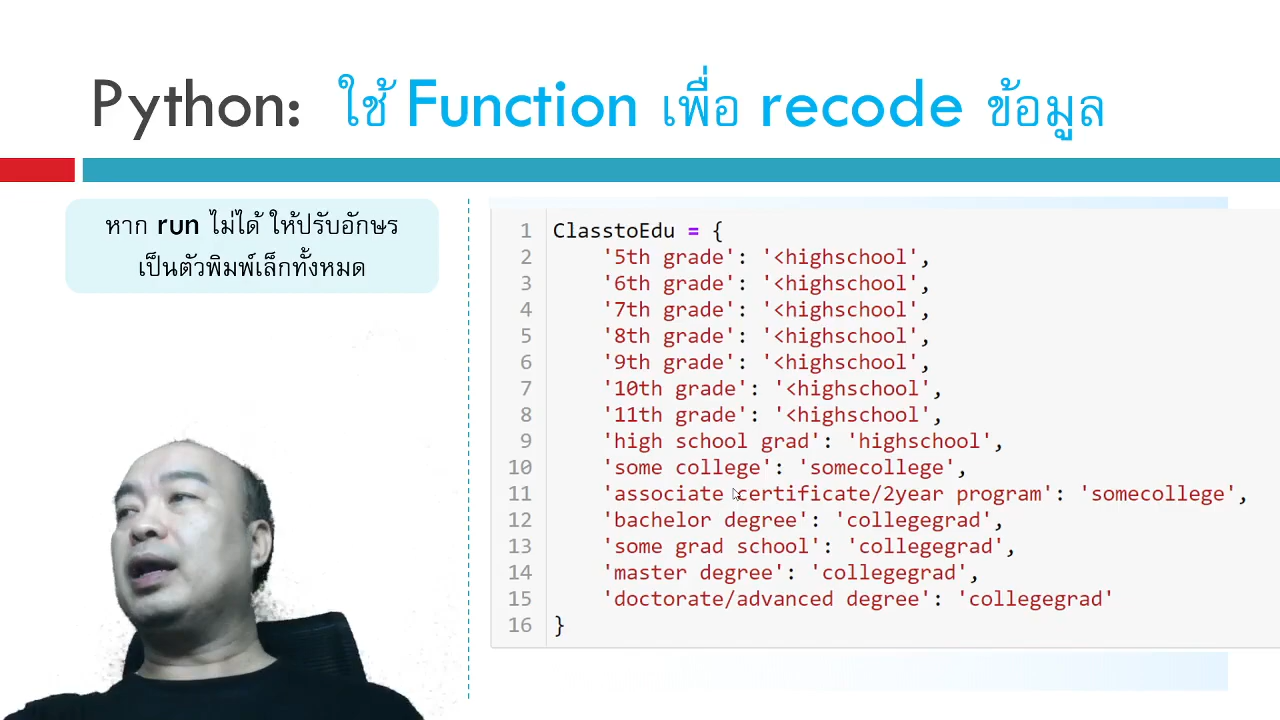 Python: ใช้ Function เพื่อ recode ข้อมูล
หาก run ไม่ได้ ให้ปรับอักษร
เป็นตัวพิมพ์เล็กทั้งหมด
1 ClasstoEdu = {
2 '5th grade': '<highschool',
3 '6th grade': '<highschool',
4 '7th grade': '<highschool',
5 '8th grade': '<highschool',
6 '9th grade': '<highschool',
7 '10th grade': '<highschool',
8 '11th grade': '<highschool',
9 'high school grad': 'highschool',
10 'some college': 'somecollege',
11 'associate certificate/2year program': 'somecollege',
12 'bachelor degree': 'collegegrad',
13 'some grad school': 'collegegrad',
14 'master degree': 'collegegrad',
15 'doctorate/advanced degree': 'collegegrad'
16 }